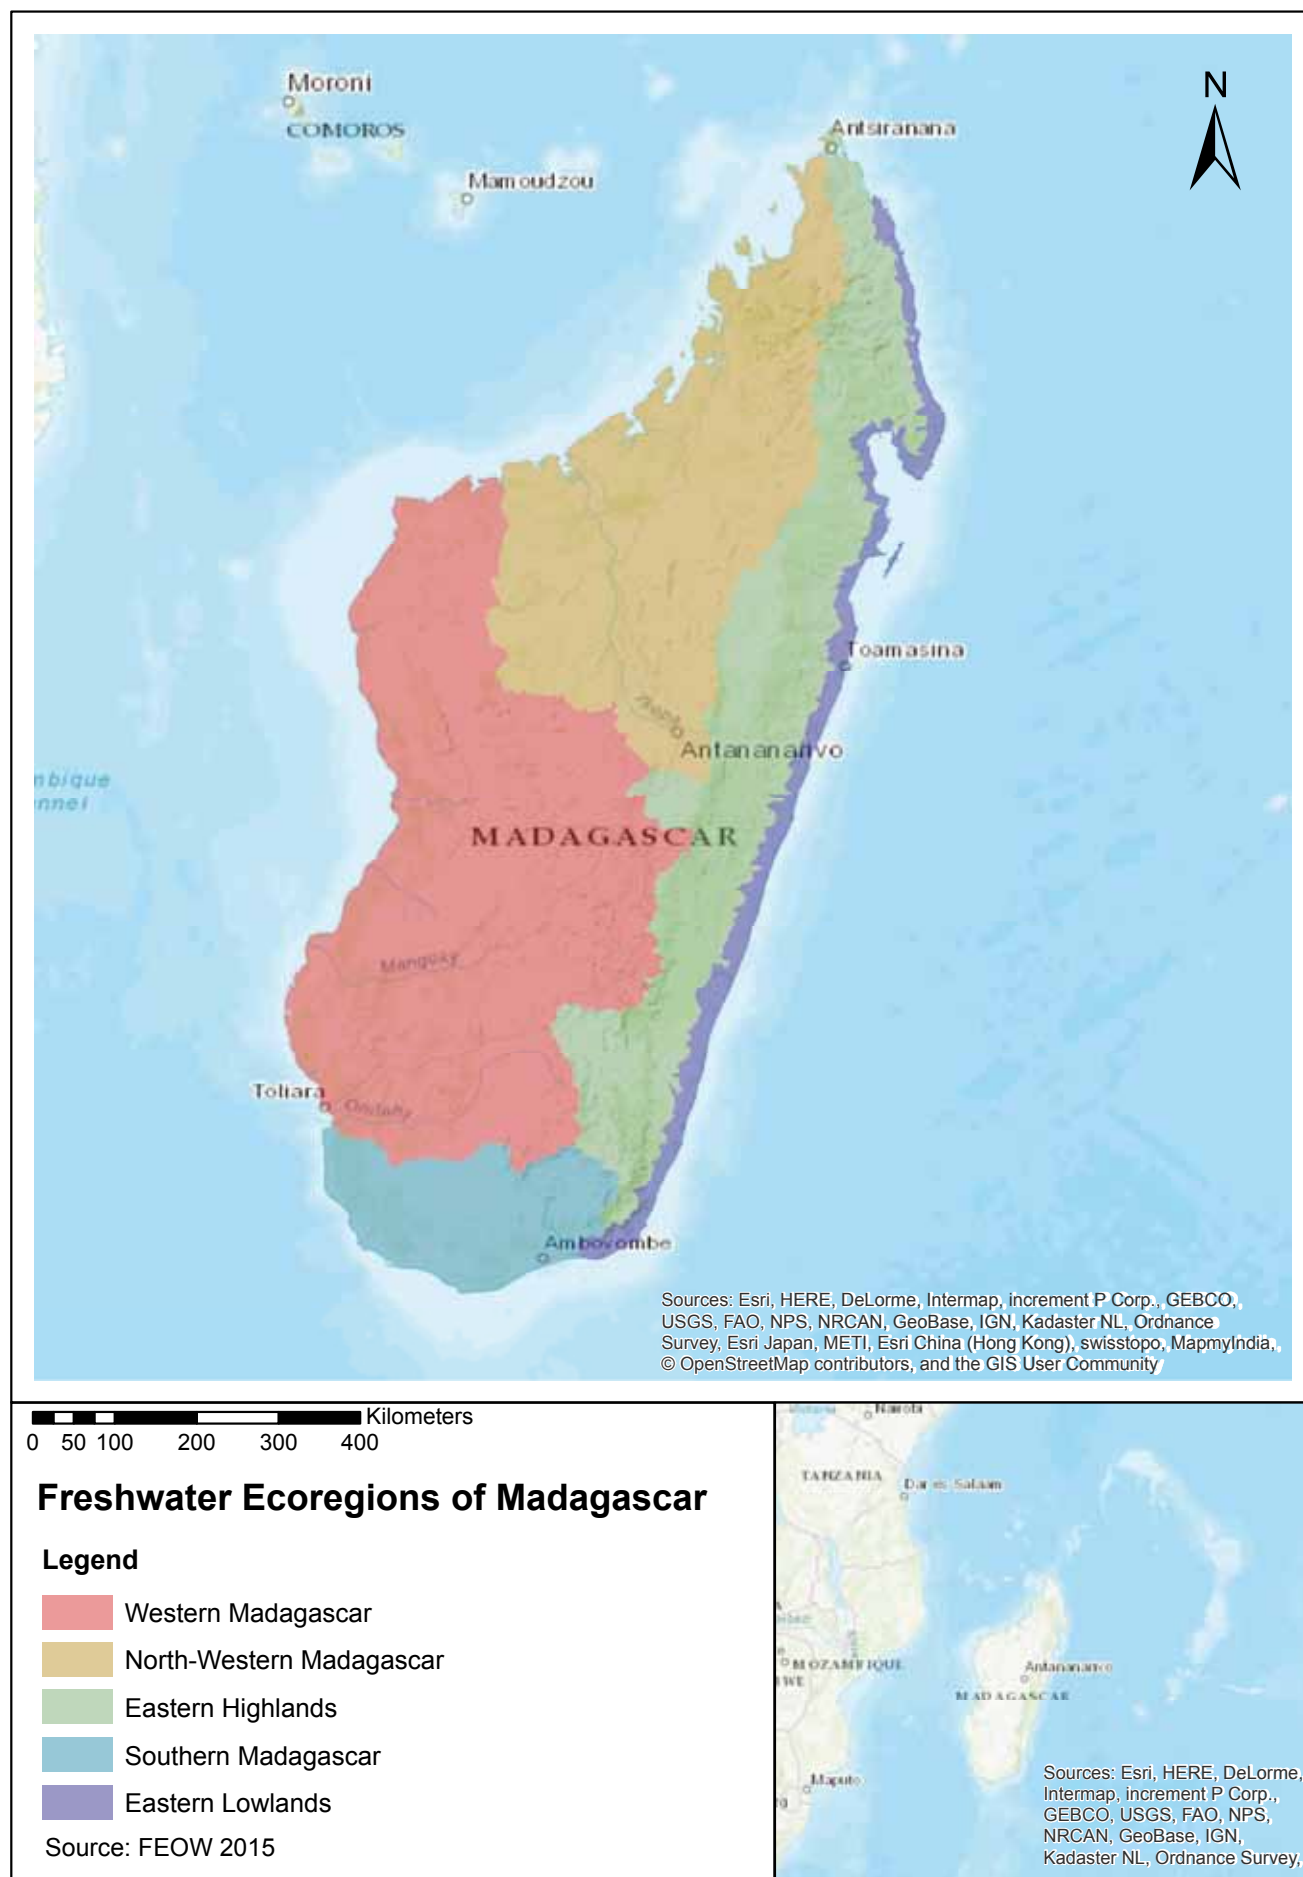 Moroni
COMOROS
Mamoudzou
Antsiranana
N
Toamasina
Antananarivo
nbique
nnel
MADAGASCAR
Mangoky
Toliara
Onilahy
Ambovombe
Sources: Esri, HERE, DeLorme, Intermap, increment P Corp., GEBCO,
USGS, FAO, NPS, NRCAN, GeoBase, IGN, Kadaster NL, Ordnance
Survey, Esri Japan, METI, Esri China (Hong Kong), swisstopo, MapmyIndia,
© OpenStreetMap contributors, and the GIS User Community
Kilometers
0 50 100 200 300 400
Freshwater Ecoregions of Madagascar
Legend
Western Madagascar
North-Western Madagascar
Eastern Highlands
Southern Madagascar
Eastern Lowlands
Source: FEOW 2015
Victoria
Nairobi
TANZANIA
Dar es Salaam
MOZAMBIQUE
WE
Antananarivo
MADAGASCAR
Maputo
Sources: Esri, HERE, DeLorme,
Intermap, increment P Corp.,
GEBCO, USGS, FAO, NPS,
NRCAN, GeoBase, IGN,
Kadaster NL, Ordnance Survey,